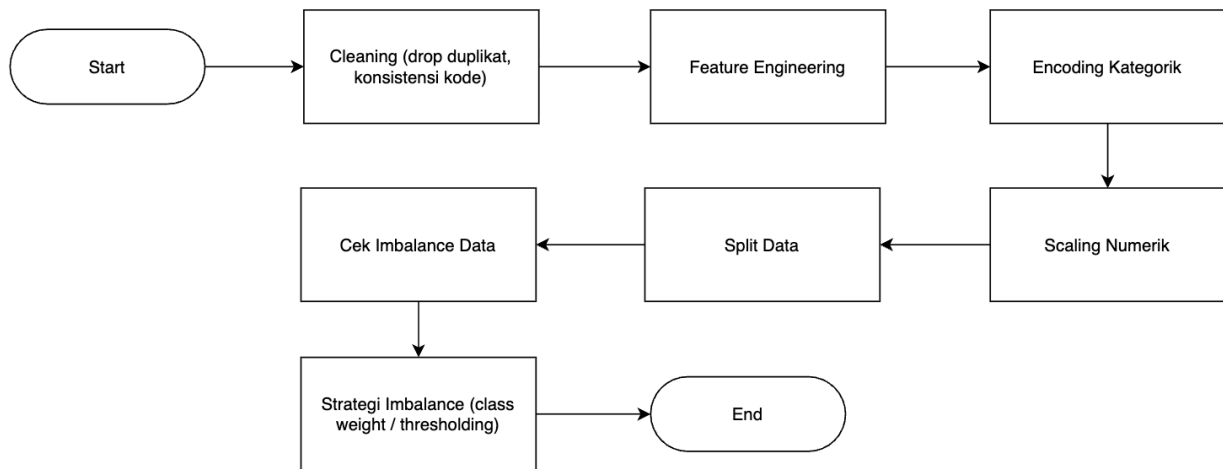 Start
Cleaning (drop duplikat,
konsistensi kode)
Feature Engineering
Encoding Kategorik
Scaling Numerik
Split Data
Cek Imbalance Data
Strategi Imbalance (class
weight / thresholding)
End